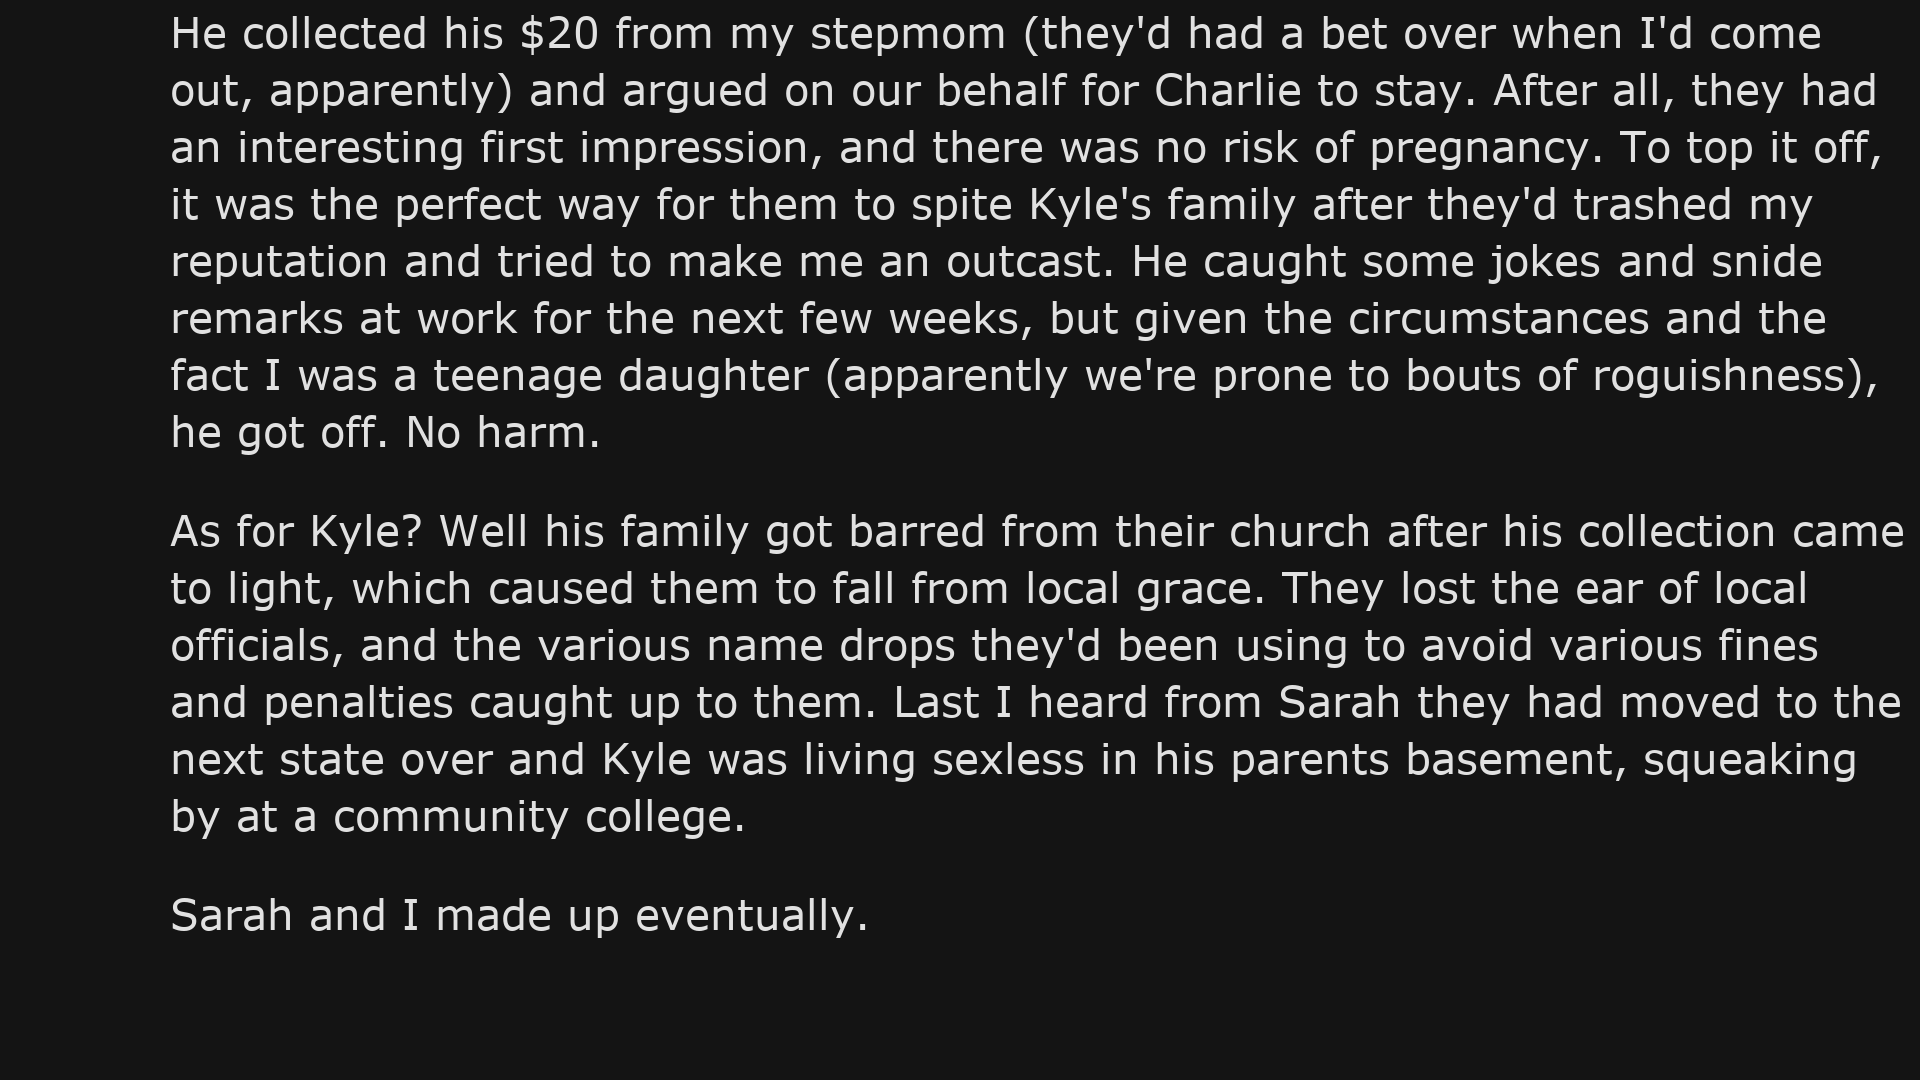 He collected his $20 from my stepmom (they'd had a bet over when I'd come
out, apparently) and argued on our behalf for Charlie to stay. After all, they had
an interesting first impression, and there was no risk of pregnancy. To top it off,
it was the perfect way for them to spite Kyle's family after they'd trashed my
reputation and tried to make me an outcast. He caught some jokes and snide
remarks at work for the next few weeks, but given the circumstances and the
fact I was a teenage daughter (apparently we're prone to bouts of roguishness),
he got off. No harm.
As for Kyle? Well his family got barred from their church after his collection came
to light, which caused them to fall from local grace. They lost the ear of local
officials, and the various name drops they'd been using to avoid various fines
and penalties caught up to them. Last I heard from Sarah they had moved to the
next state over and Kyle was living sexless in his parents basement, squeaking
by at a community college.
Sarah and I made up eventually.